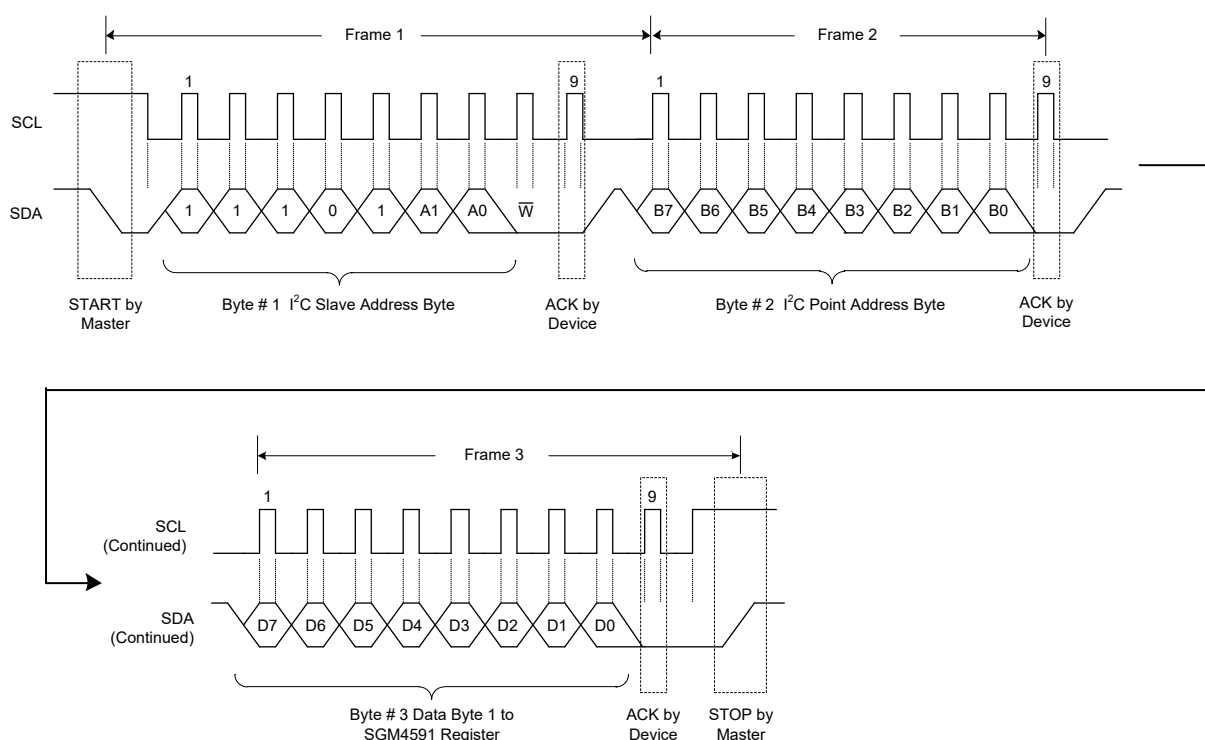 Frame 1
Frame 2
1
9
1
9
SCL
SDA
1
1
1
0
1
A1
A0
W̅
B7
B6
B5
B4
B3
B2
B1
B0
START by
Master
Byte # 1 I²C Slave Address Byte
ACK by
Device
Byte # 2 I²C Point Address Byte
ACK by
Device
Frame 3
1
9
SCL
(Continued)
SDA
(Continued)
D7
D6
D5
D4
D3
D2
D1
D0
Byte # 3 Data Byte 1 to
SGM4591 Register
ACK by
Device
STOP by
Master